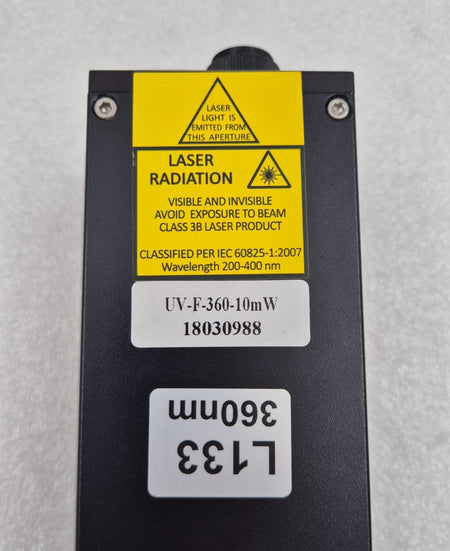 LASER
LIGHT IS
EMITTED FROM
THIS APERTURE
LASER
RADIATION
VISIBLE AND INVISIBLE
AVOID EXPOSURE TO BEAM
CLASS 3B LASER PRODUCT
CLASSIFIED PER IEC 60825-1:2007
Wavelength 200-400 nm
UV-F-360-10mW
18030988
L133
360nm